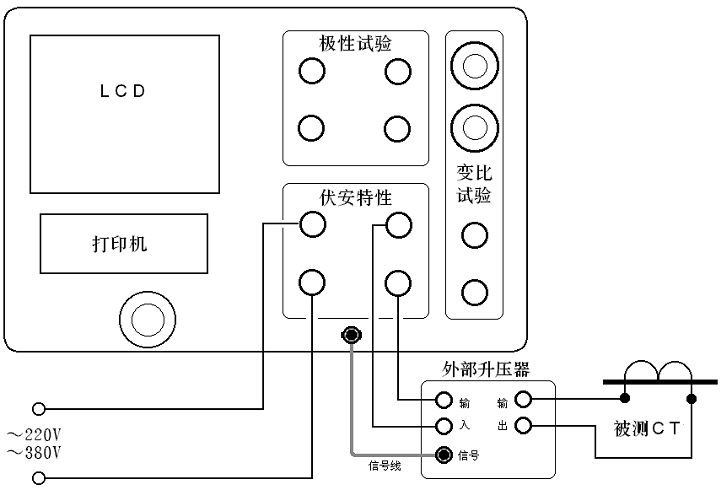 极性试验
LCD
变比
试验
伏安特性
打印机
外部升压器
输 输
入 出
信号
信号线
被测CT
~220V
~380V